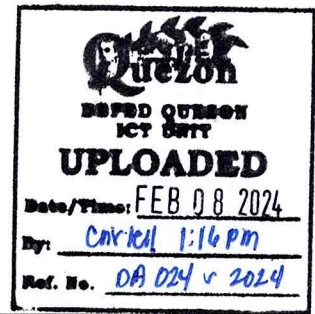 Quezon
DEPED QUEZON
ICT UNIT
UPLOADED
Date/Time: FEB 08 2024
By: 1:16 pm
Ref. No. DA 024 v 2024